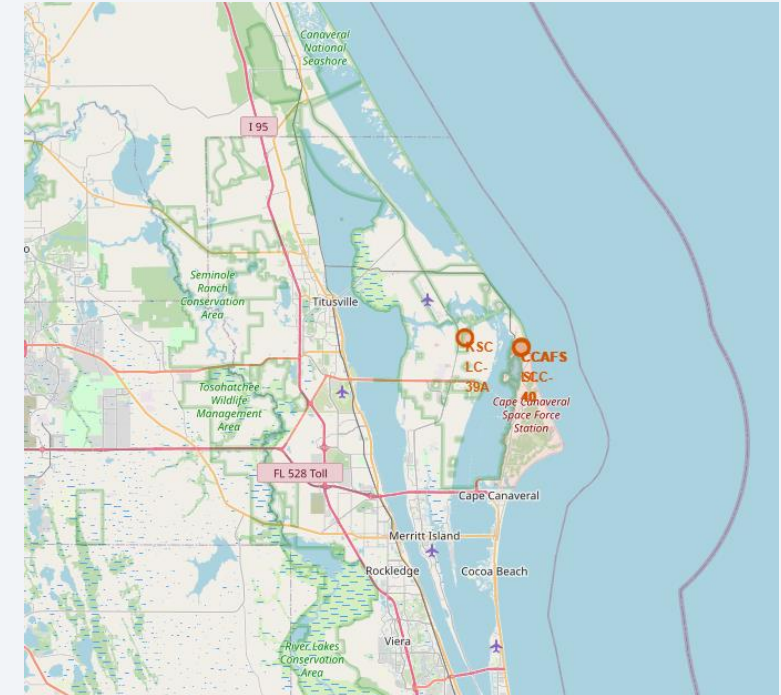 Canaveral
National
Seashore
I 95
Seminole
Ranch
Conservation
Area
Titusville
KSC
LC-
39A
CCAFS
40
Tosohatchee
Wildlife
Management
Area
Cape Canaveral
Space Force
Station
FL 528 Toll
Cape Canaveral
Merritt Island
Rockledge
Cocoa Beach
Viera
River Lakes
Conservation
Area